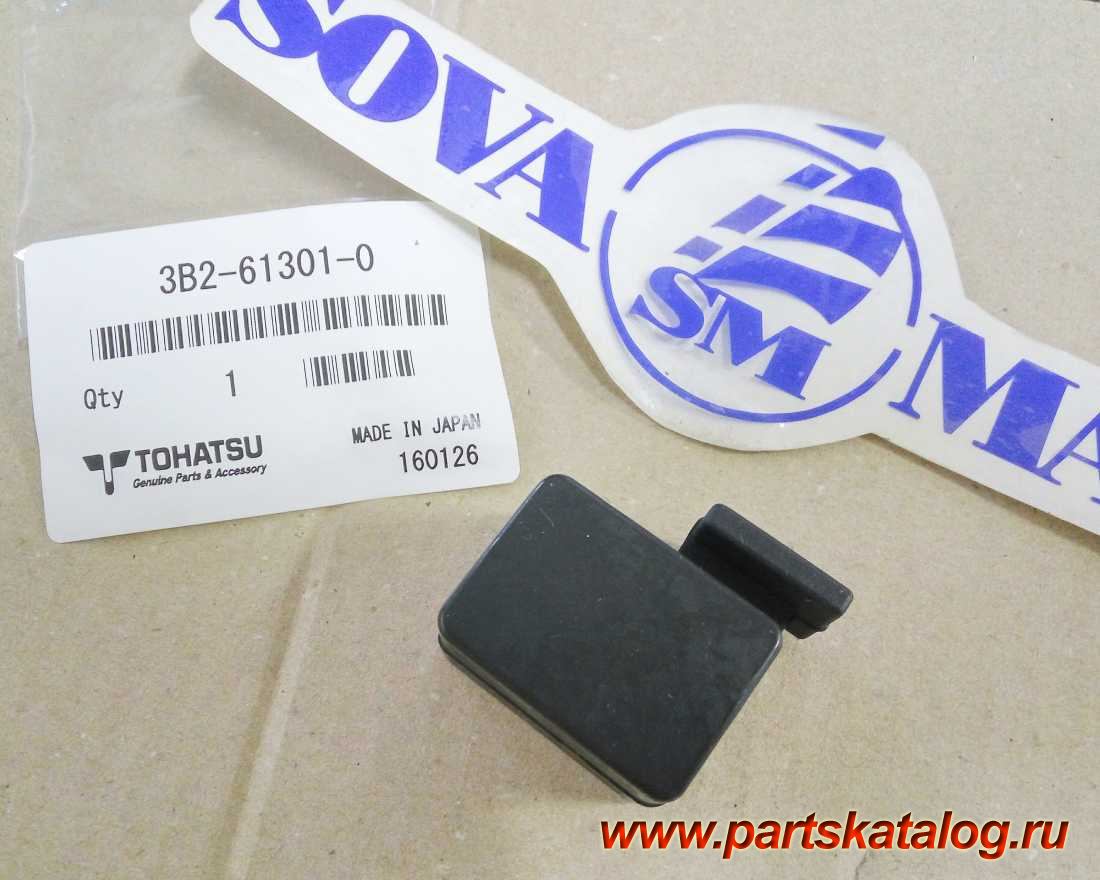 SOVA
SM
MA
3B2-61301-0
Qty 1
MADE IN JAPAN
160126
TOHATSU
Genuine Parts & Accessory
www.partskatalog.ru